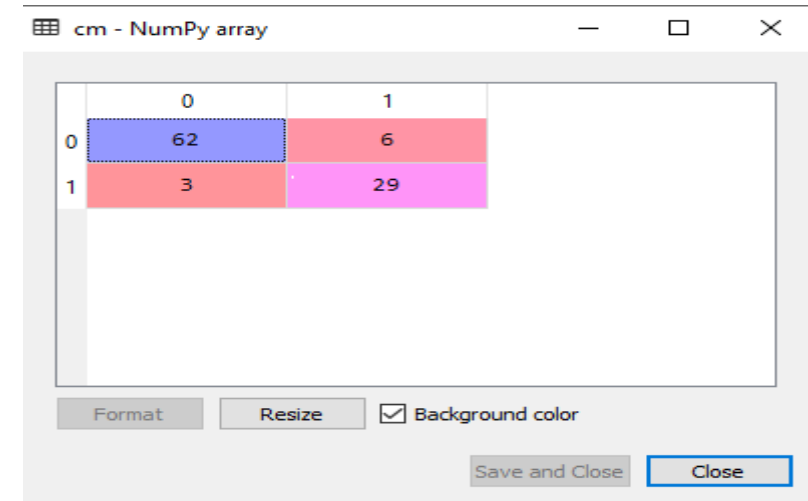 cm - NumPy array
0 1
0 62 6
1 3 29
Format Resize Background color
Save and Close Close